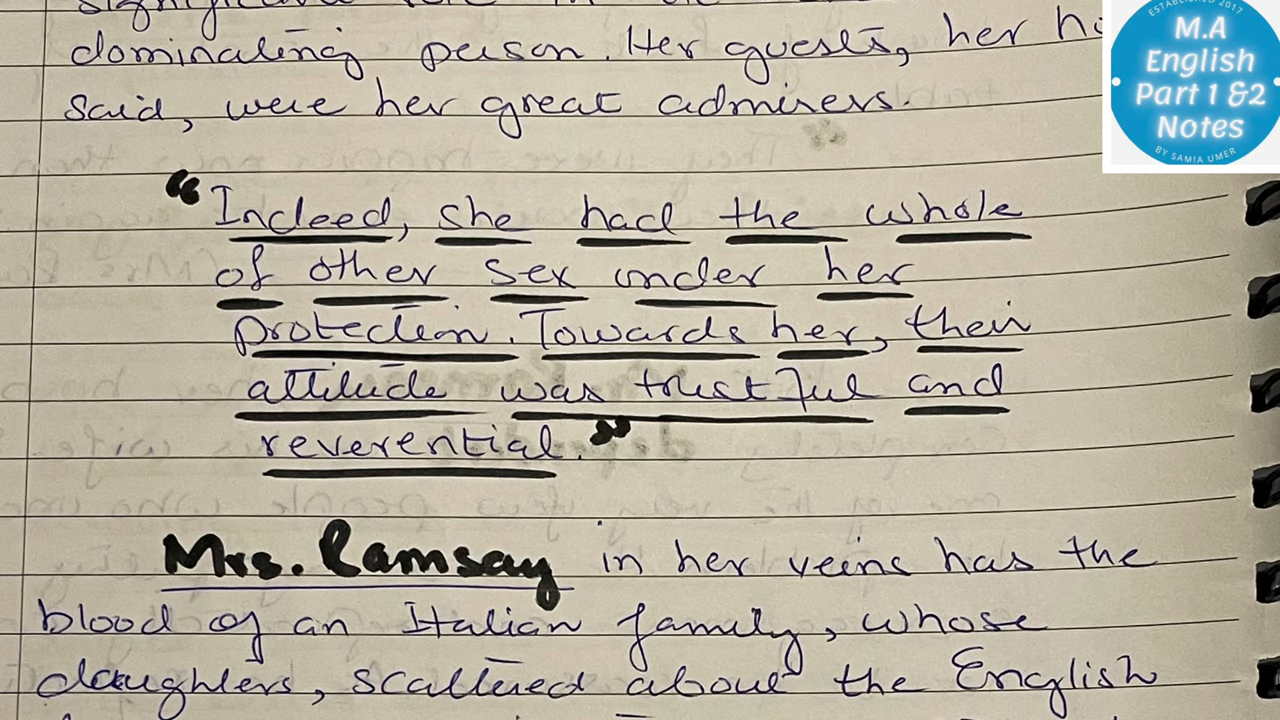 dominating person. Her guests, her
said, were her great admirers.
"Indeed, she had the whole
of other sex under her
protection. Towards her, their
attitude was trustful and
reverential."
Mrs. Ramsay in her veins has the
blood of an Italian family, whose
daughters, scattered about the English
ESTABLISHED 2017
M.A
English
Part 1 & 2
Notes
BY SAMIA UMER